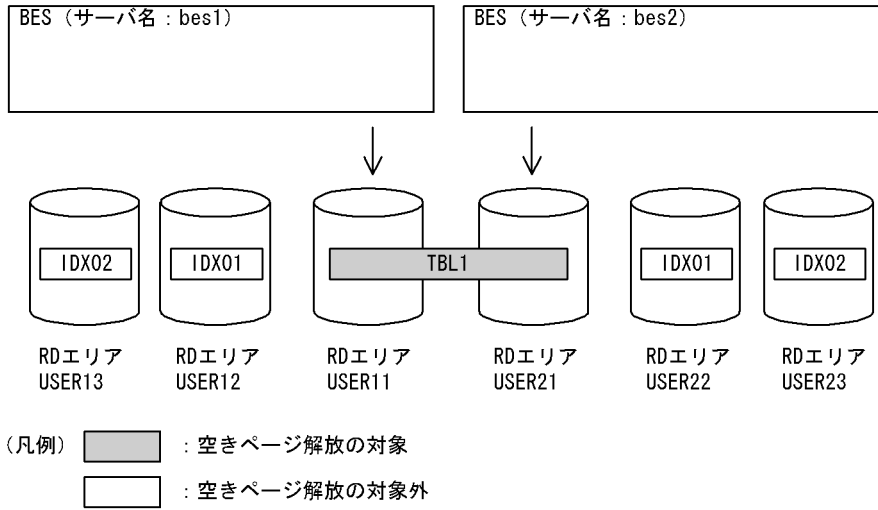 BES（サーバ名：bes1） BES（サーバ名：bes2）
IDX02 IDX01 TBL1 IDX01 IDX02
RDエリア RDエリア RDエリア RDエリア RDエリア RDエリア
USER13 USER12 USER11 USER21 USER22 USER23
（凡例） ：空きページ解放の対象
：空きページ解放の対象外